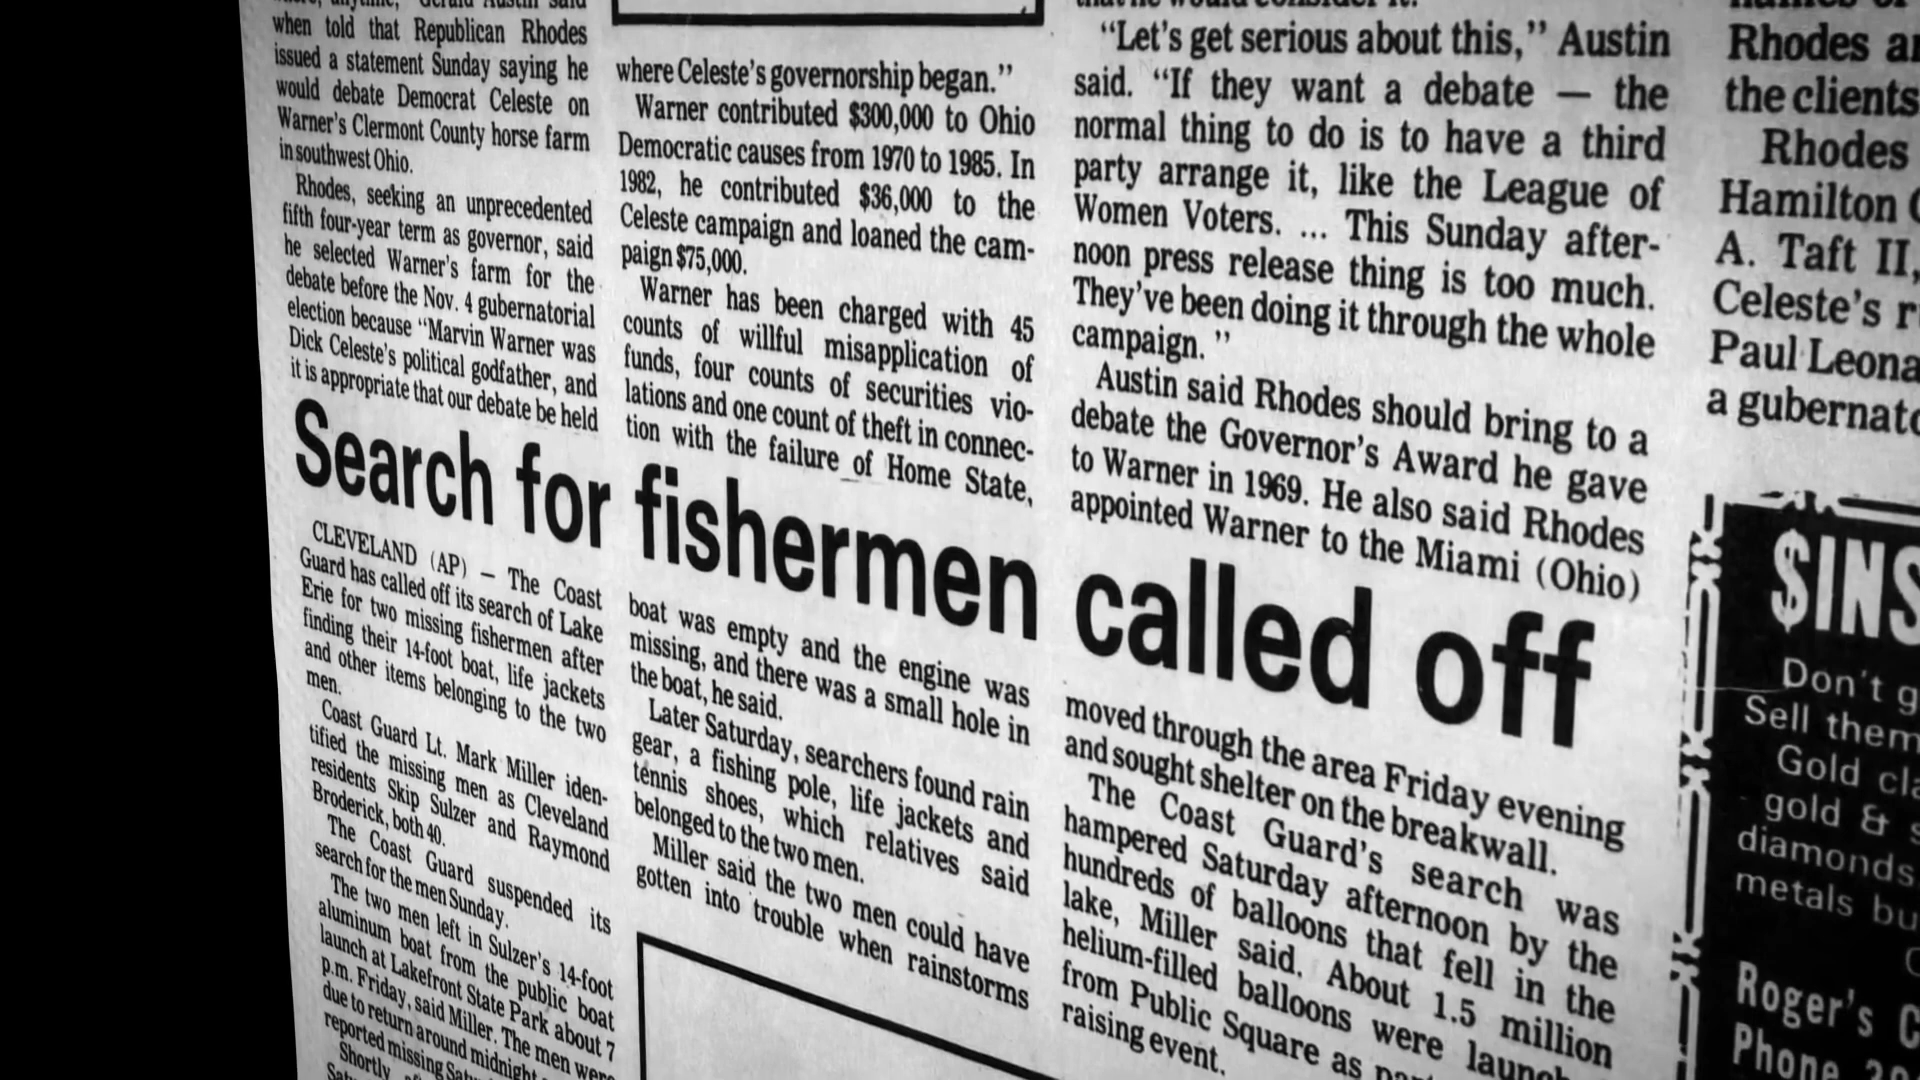 when told that Republican Rhodes
issued a statement Sunday saying he
would debate Democrat Celeste on
Warner's Clermont County horse farm
in southwest Ohio.
Rhodes, seeking an unprecedented
fifth four-year term as governor, said
he selected Warner's farm for the
debate before the Nov. 4 gubernatorial
election because "Marvin Warner was
Dick Celeste's political godfather, and
it is appropriate that our debate be held
where Celeste's governorship began."
Warner contributed $300,000 to Ohio
Democratic causes from 1970 to 1985. In
1982, he contributed $36,000 to the
Celeste campaign and loaned the cam-
paign $75,000.
Warner has been charged with 45
counts of willful misapplication of
funds, four counts of securities vio-
lations and one count of theft in connec-
tion with the failure of Home State,
"Let's get serious about this," Austin
said. "If they want a debate — the
normal thing to do is to have a third
party arrange it, like the League of
Women Voters. ... This Sunday after-
noon press release thing is too much.
They've been doing it through the whole
campaign."
Austin said Rhodes should bring to a
debate the Governor's Award he gave
to Warner in 1969. He also said Rhodes
appointed Warner to the Miami (Ohio)
Rhodes
the clients
Rhodes
Hamilton
A. Taft II,
Celeste's
Paul
a
Search for fishermen called off
CLEVELAND (AP) — The Coast
Guard has called off its search of Lake
Erie for two missing fishermen after
finding their 14-foot boat, life jackets
and other items belonging to the two
men.
Coast Guard Lt. Mark Miller iden-
tified the missing men as Cleveland
residents Skip Sulzer and Raymond
Broderick, both 40.
The Coast Guard suspended its
search for the men Sunday.
The two men left in Sulzer's 14-foot
aluminum boat from the public boat
launch at Lakefront State Park about 7
p.m. Friday, said Miller. The men were
due to return around midnight
reported missing
Shortly
boat was empty and the engine was
missing, and there was a small hole in
the boat, he said.
Later Saturday, searchers found rain
gear, a fishing pole, life jackets and
tennis shoes, which relatives said
belonged to the two men.
Miller said the two men could have
gotten into trouble when rainstorms
moved through the area Friday evening
and sought shelter on the breakwall.
The Coast Guard's search was
hampered Saturday afternoon by the
hundreds of balloons that fell in the
lake, Miller said. About 1.5 million
helium-filled balloons were
from Public Square as
raising event.
Don't
Sell them
Gold
gold &
diamonds
metals
Roger's
Phone